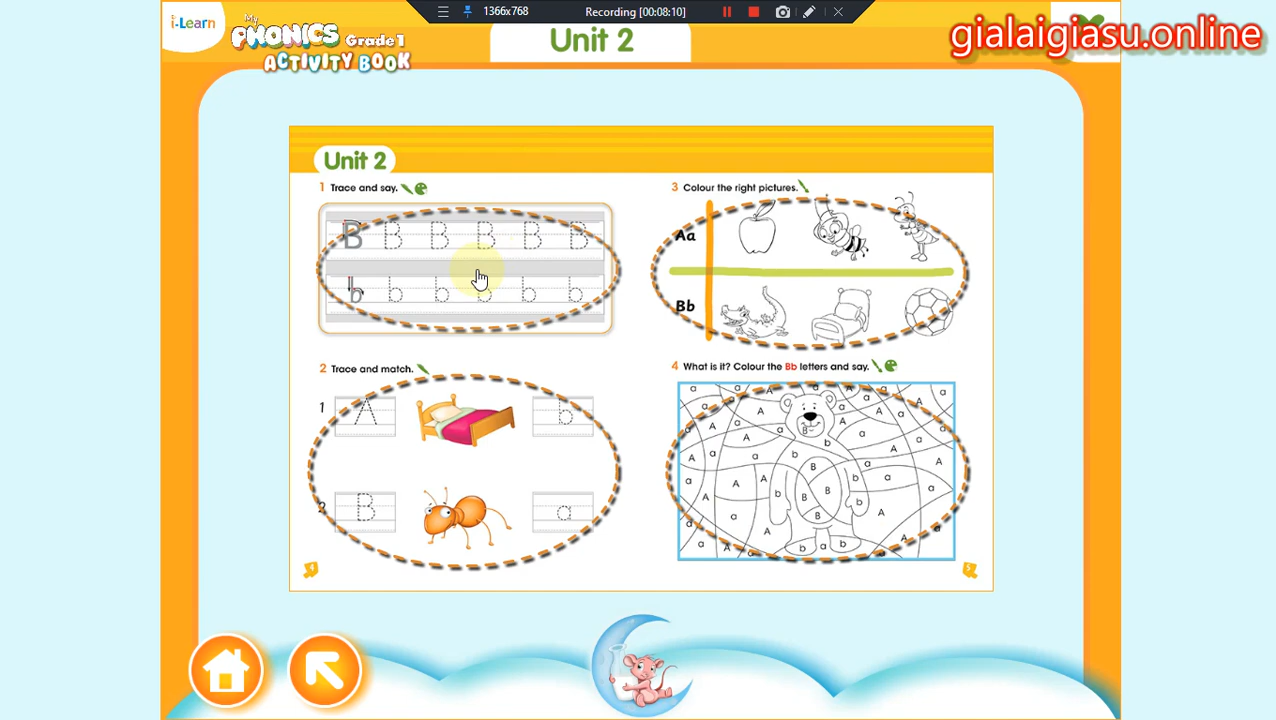 1366x768 Recording [00:08:10]
i-Learn
My
PHONICS Grade 1
ACTIVITY BOOK
Unit 2
gialaigiasu.online
Unit 2
1 Trace and say.
B B B B B B
b b b b b b
2 Trace and match.
1 A b
2 B a
3 Colour the right pictures.
Aa
Bb
4 What is it? Colour the Bb letters and say.
4
5